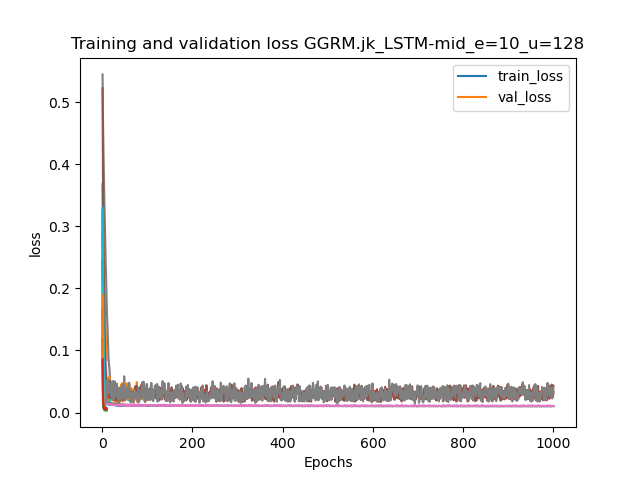 Training and validation loss GGRM.jk_LSTM-mid_e=10_u=128
train_loss
val_loss
loss
0.5
0.4
0.3
0.2
0.1
0.0
0 200 400 600 800 1000
Epochs